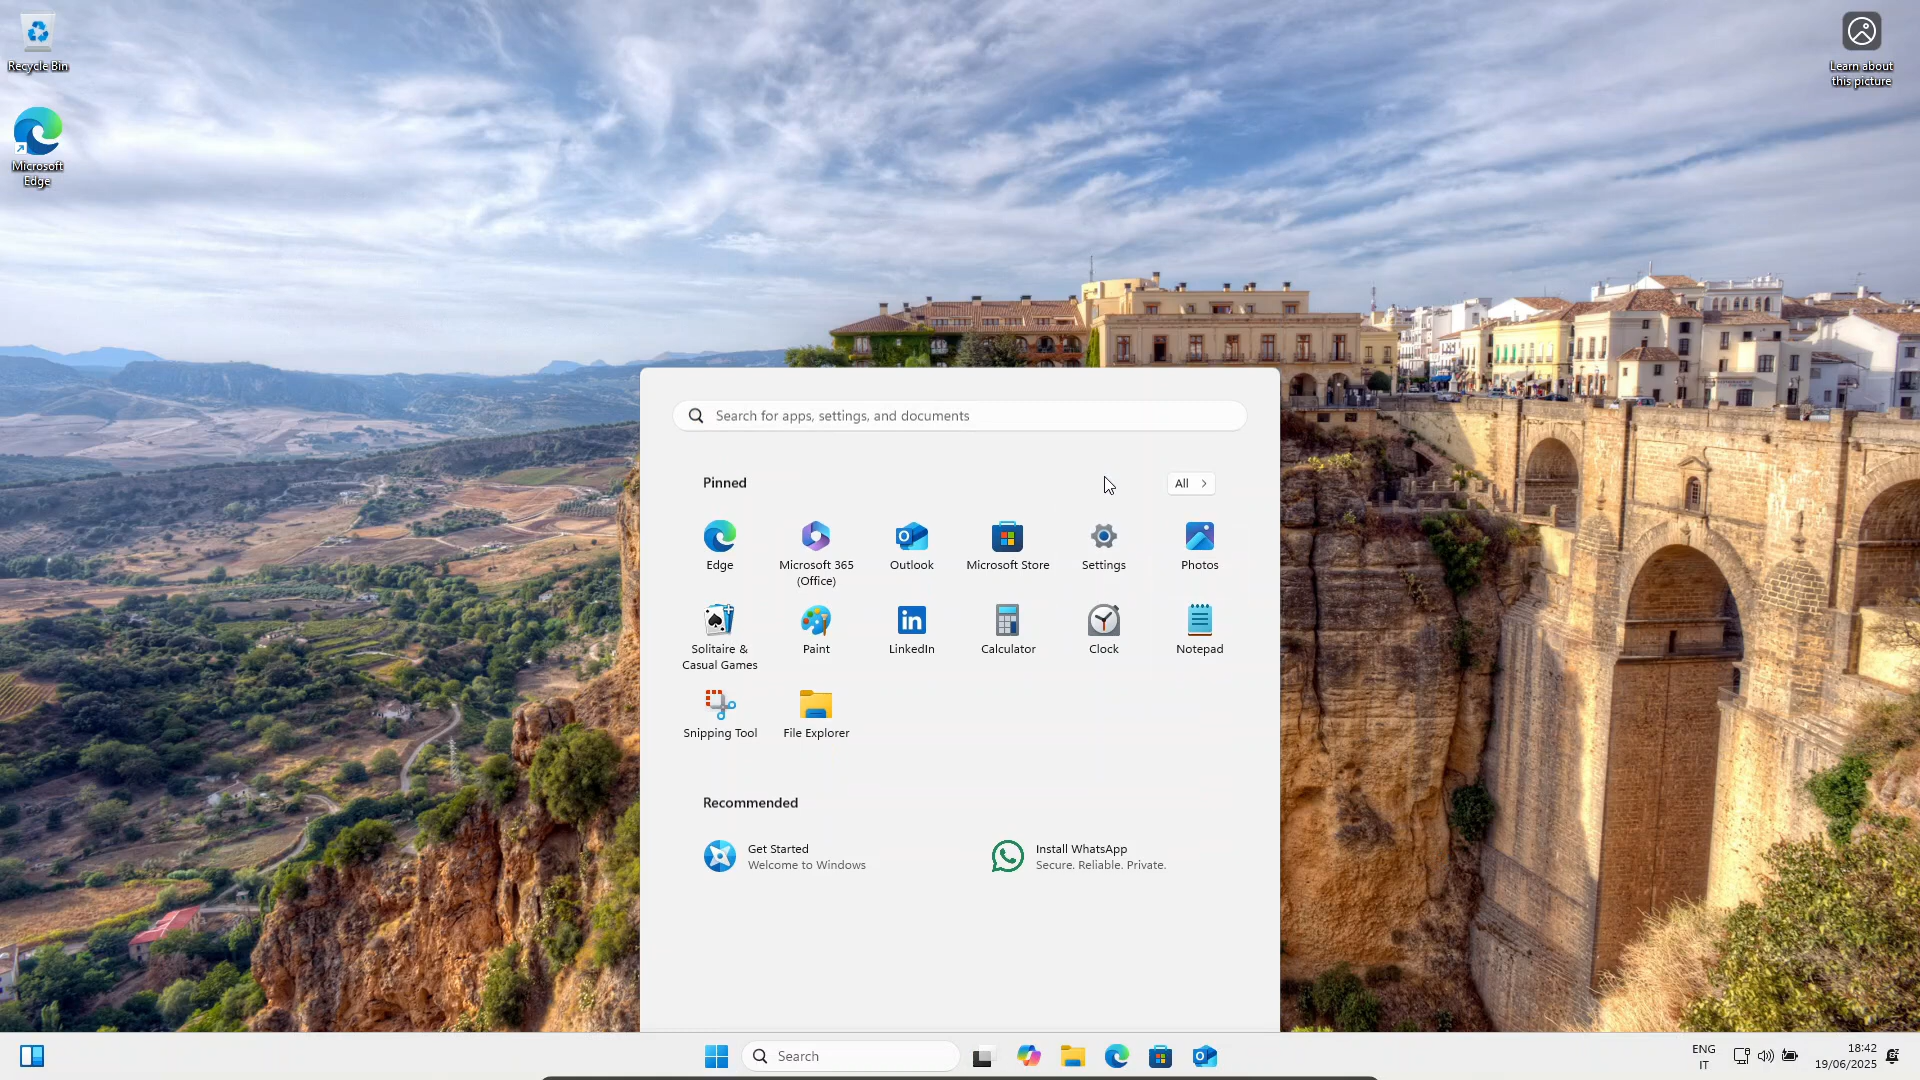 Recycle Bin
Microsoft
Edge
Learn about
this picture
Search for apps, settings, and documents
Pinned
All
Edge
Microsoft 365
(Office)
Outlook
Microsoft Store
Settings
Photos
Solitaire &
Casual Games
Paint
LinkedIn
Calculator
Clock
Notepad
Snipping Tool
File Explorer
Recommended
Get Started
Welcome to Windows
Install WhatsApp
Secure. Reliable. Private.
Search
ENG
IT
18:42
19/06/2025